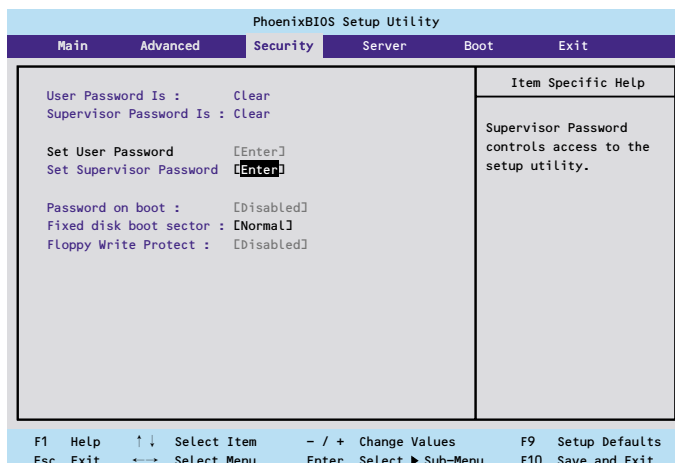 PhoenixBIOS Setup Utility
Main Advanced Security Server Boot Exit
Item Specific Help
User Password Is : Clear
Supervisor Password Is : Clear
Supervisor Password
controls access to the
setup utility.
Set User Password [Enter]
Set Supervisor Password [Enter]
Password on boot : [Disabled]
Fixed disk boot sector : [Normal]
Floppy Write Protect : [Disabled]
F1 Help ↑↓ Select Item - / + Change Values F9 Setup Defaults
Esc Exit ←→ Select Menu Enter Select ▶ Sub-Menu F10 Save and Exit